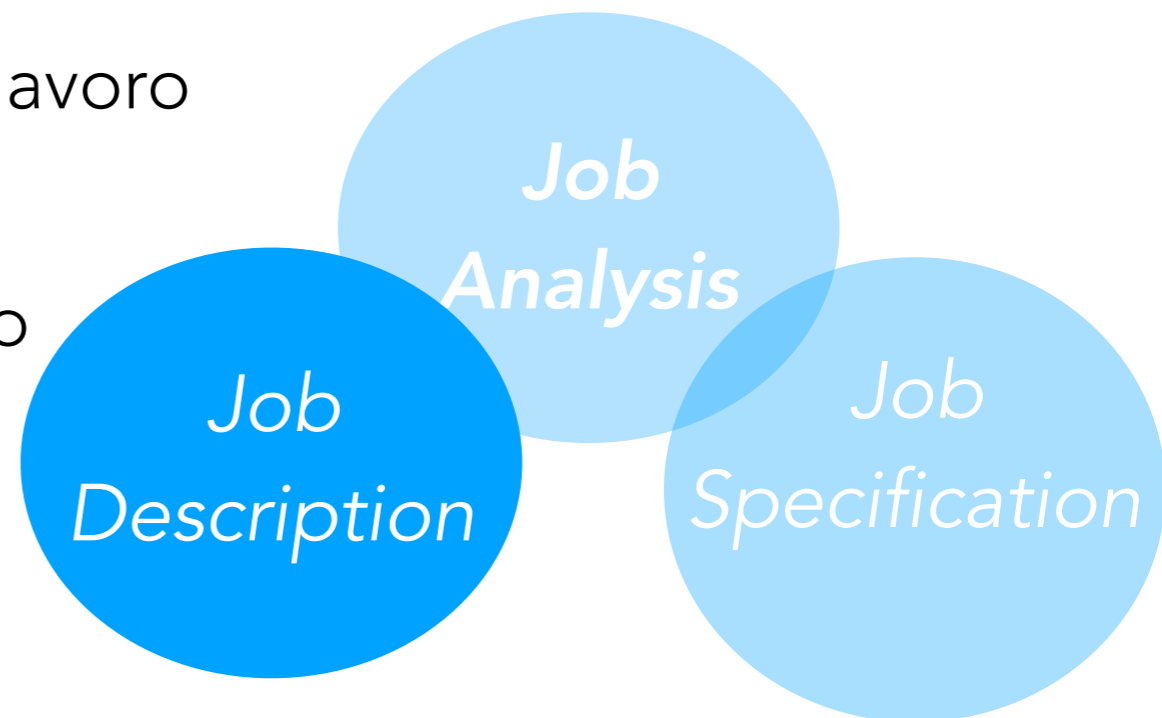 avoro
Job
Analysis
o
Job
Description
Job
Specification